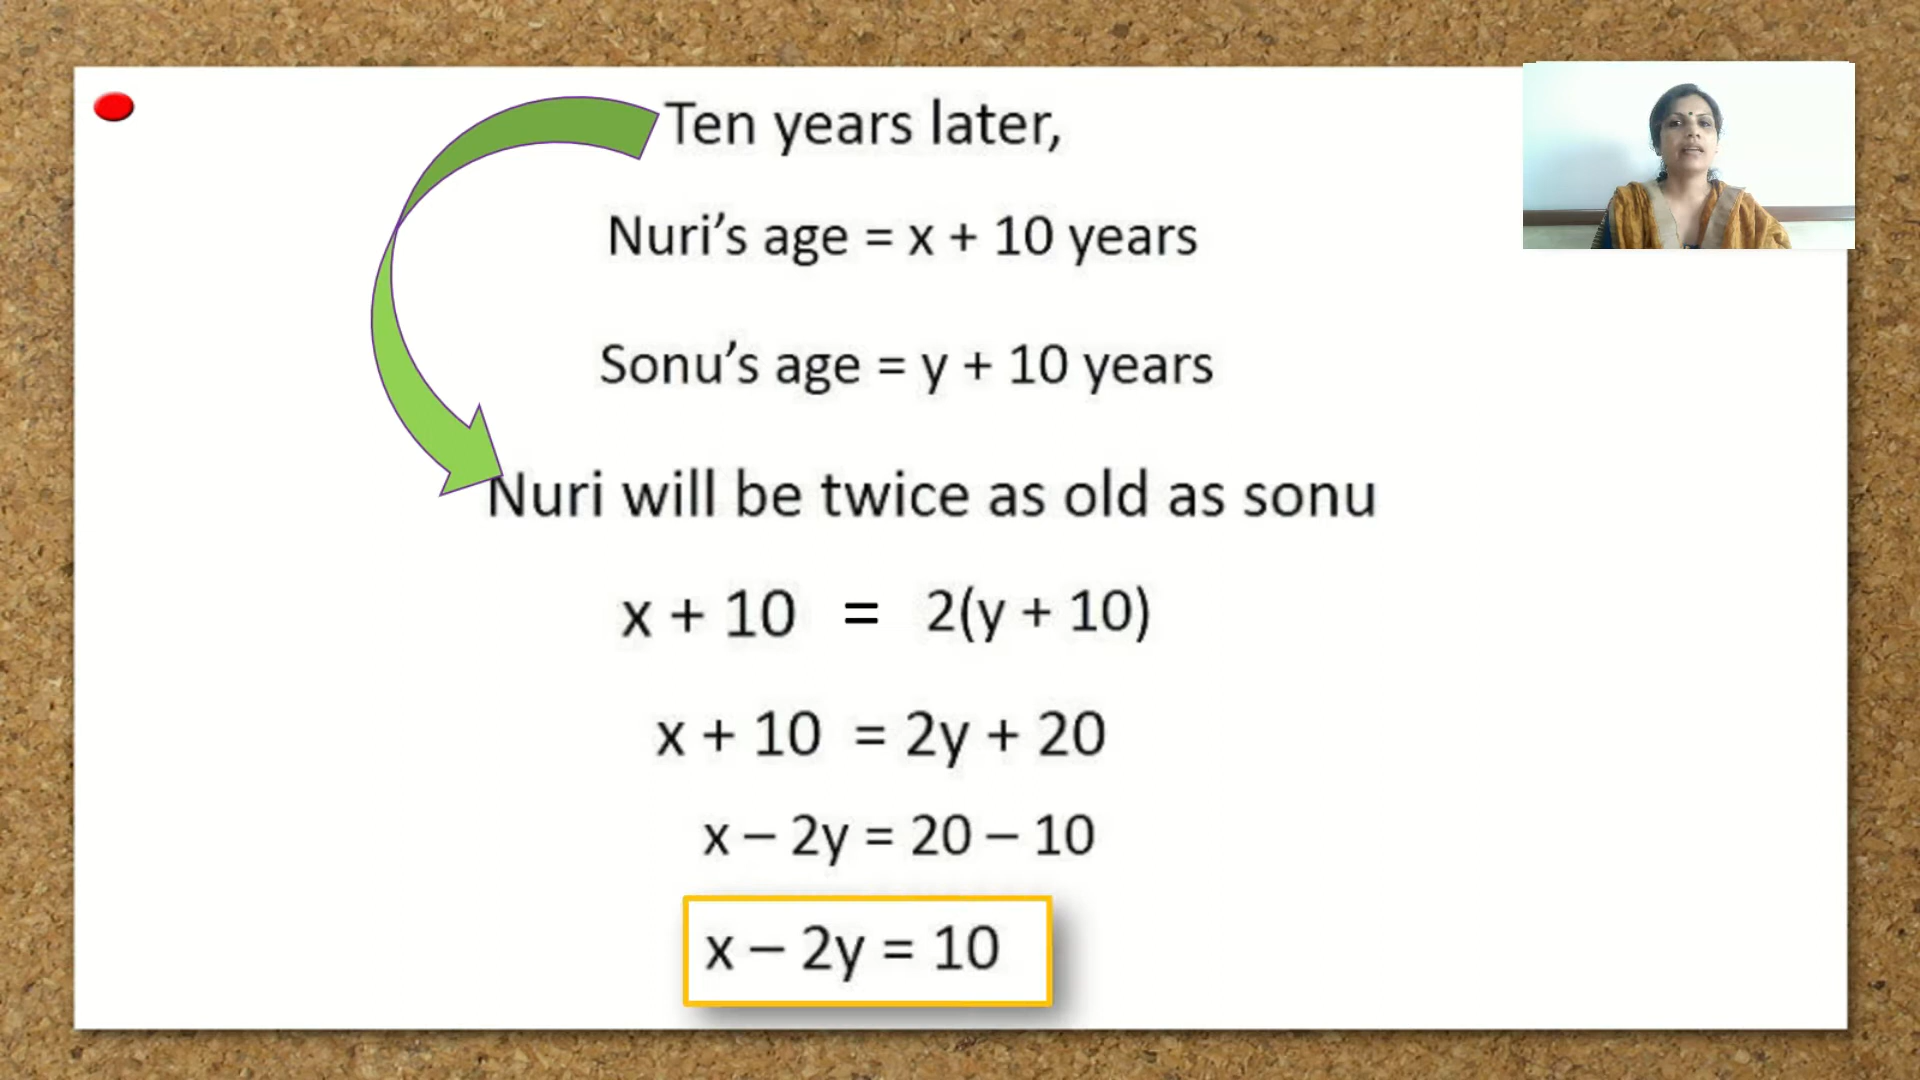 Ten years later,
Nuri’s age = x + 10 years
Sonu’s age = y + 10 years
Nuri will be twice as old as sonu
x + 10 = 2(y + 10)
x + 10 = 2y + 20
x – 2y = 20 – 10
x – 2y = 10